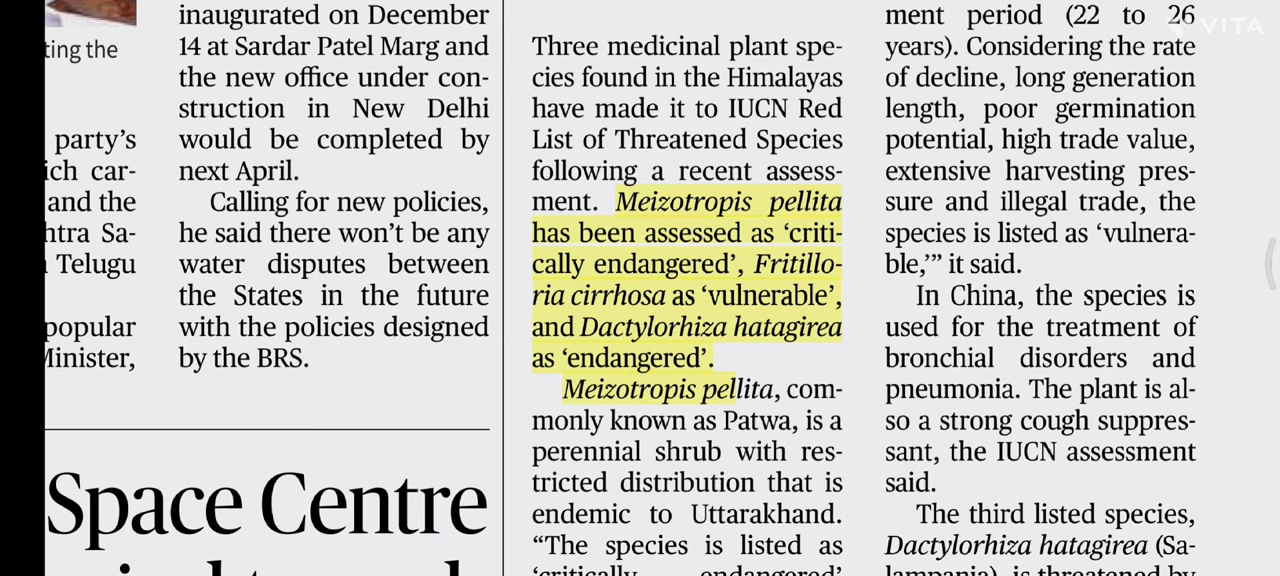 ting the
party's
ich car-
and the
htra Sa-
Telugu
popular
Minister,
inaugurated on December
14 at Sardar Patel Marg and
the new office under con-
struction in New Delhi
would be completed by
next April.
Calling for new policies,
he said there won't be any
water disputes between
the States in the future
with the policies designed
by the BRS.
Space Centre
Three medicinal plant spe-
cies found in the Himalayas
have made it to IUCN Red
List of Threatened Species
following a recent assess-
ment. Meizotropis pellita
has been assessed as ‘criti-
cally endangered’, Fritillo-
ria cirrhosa as ‘vulnerable’,
and Dactylorhiza hatagirea
as ‘endangered’.
Meizotropis pellita, com-
monly known as Patwa, is a
perennial shrub with res-
tricted distribution that is
endemic to Uttarakhand.
“The species is listed as
‘critically endangered’
ment period (22 to 26
years). Considering the rate
of decline, long generation
length, poor germination
potential, high trade value,
extensive harvesting pres-
sure and illegal trade, the
species is listed as ‘vulnera-
ble,’” it said.
In China, the species is
used for the treatment of
bronchial disorders and
pneumonia. The plant is al-
so a strong cough suppres-
sant, the IUCN assessment
said.
The third listed species,
Dactylorhiza hatagirea (Sa-
lampania), is threatened by
VITA